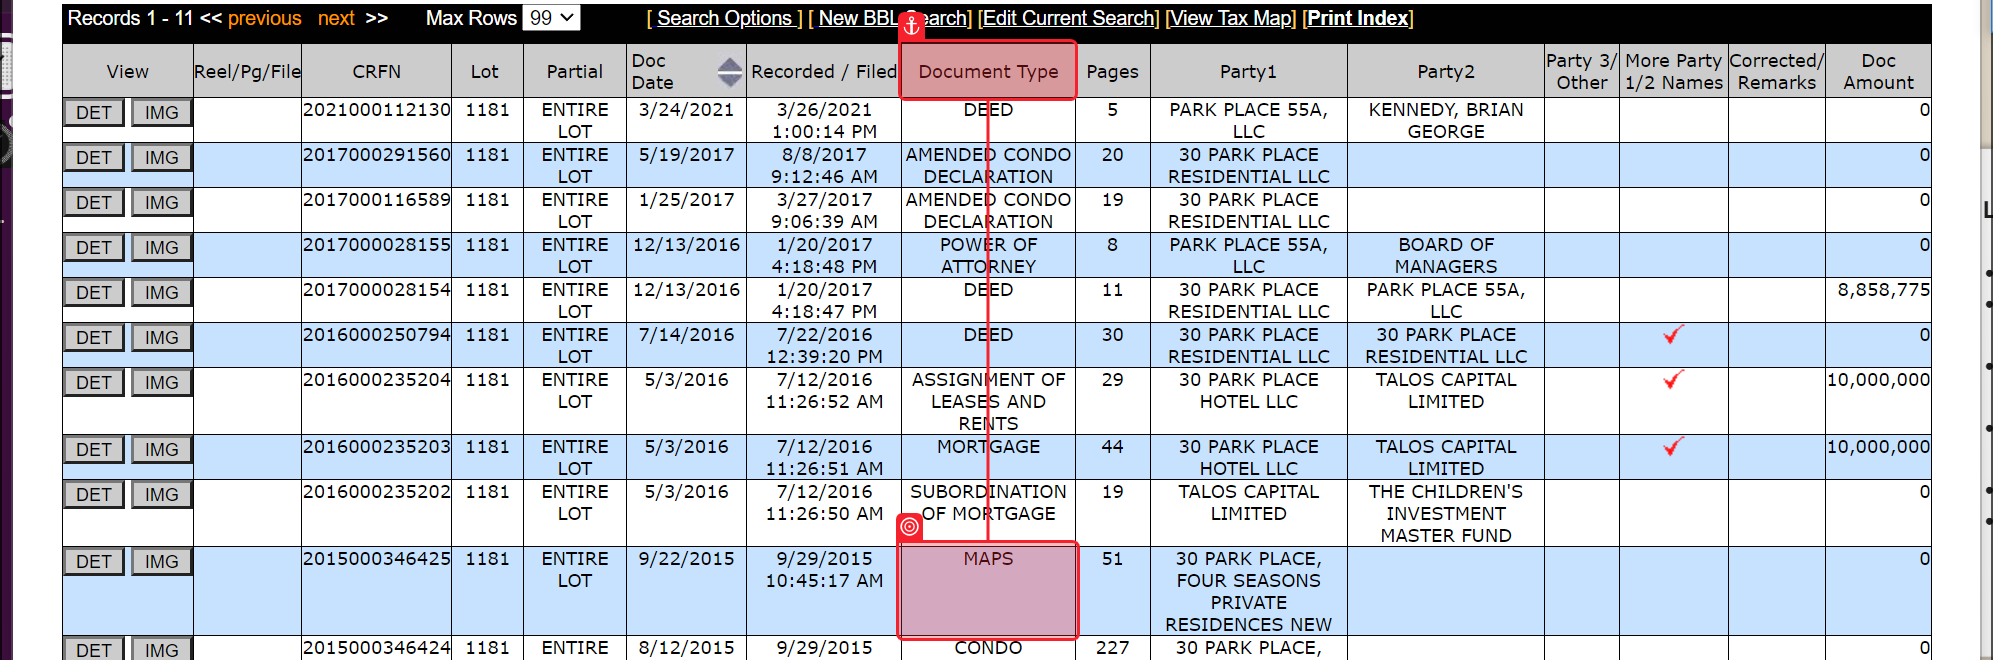 Records 1 - 11 << previous next >> Max Rows 99 [ Search Options ] [ New BBL Search] [Edit Current Search] [View Tax Map] [Print Index]
View Reel/Pg/File CRFN Lot Partial Doc Date Recorded / Filed Document Type Pages Party1 Party2 Party 3/ Other More Party 1/2 Names Corrected/ Remarks Doc Amount
DET IMG 2021000112130 1181 ENTIRE LOT 3/24/2021 3/26/2021 1:00:14 PM DEED 5 PARK PLACE 55A, LLC KENNEDY, BRIAN GEORGE 0
DET IMG 2017000291560 1181 ENTIRE LOT 5/19/2017 8/8/2017 9:12:46 AM AMENDED CONDO DECLARATION 20 30 PARK PLACE RESIDENTIAL LLC 0
DET IMG 2017000116589 1181 ENTIRE LOT 1/25/2017 3/27/2017 9:06:39 AM AMENDED CONDO DECLARATION 19 30 PARK PLACE RESIDENTIAL LLC 0
DET IMG 2017000028155 1181 ENTIRE LOT 12/13/2016 1/20/2017 4:18:48 PM POWER OF ATTORNEY 8 PARK PLACE 55A, LLC BOARD OF MANAGERS 0
DET IMG 2017000028154 1181 ENTIRE LOT 12/13/2016 1/20/2017 4:18:47 PM DEED 11 30 PARK PLACE RESIDENTIAL LLC PARK PLACE 55A, LLC 8,858,775
DET IMG 2016000250794 1181 ENTIRE LOT 7/14/2016 7/22/2016 12:39:20 PM DEED 30 30 PARK PLACE RESIDENTIAL LLC 30 PARK PLACE RESIDENTIAL LLC ✓ 0
DET IMG 2016000235204 1181 ENTIRE LOT 5/3/2016 7/12/2016 11:26:52 AM ASSIGNMENT OF LEASES AND RENTS 29 30 PARK PLACE HOTEL LLC TALOS CAPITAL LIMITED ✓ 10,000,000
DET IMG 2016000235203 1181 ENTIRE LOT 5/3/2016 7/12/2016 11:26:51 AM MORTGAGE 44 30 PARK PLACE HOTEL LLC TALOS CAPITAL LIMITED ✓ 10,000,000
DET IMG 2016000235202 1181 ENTIRE LOT 5/3/2016 7/12/2016 11:26:50 AM SUBORDINATION OF MORTGAGE 19 TALOS CAPITAL LIMITED THE CHILDREN'S INVESTMENT MASTER FUND 0
DET IMG 2015000346425 1181 ENTIRE LOT 9/22/2015 9/29/2015 10:45:17 AM MAPS 51 30 PARK PLACE, FOUR SEASONS PRIVATE RESIDENCES NEW 0
DET IMG 2015000346424 1181 ENTIRE 8/12/2015 9/29/2015 CONDO 227 30 PARK PLACE, 0